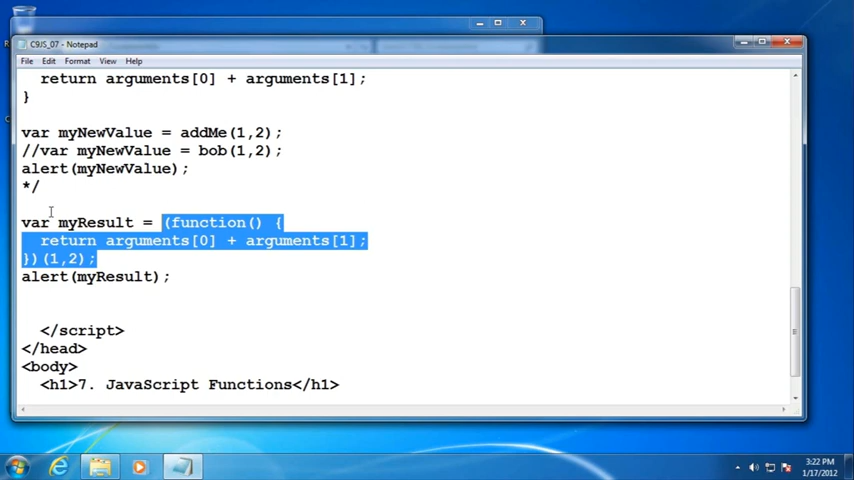 C9JS_07 - Notepad
File Edit Format View Help
return arguments[0] + arguments[1];
}
var myNewValue = addMe(1,2);
//var myNewValue = bob(1,2);
alert(myNewValue);
*/
var myResult = (function() {
return arguments[0] + arguments[1];
})(1,2);
alert(myResult);
</script>
</head>
<body>
<h1>7. JavaScript Functions</h1>
3:22 PM
1/17/2012